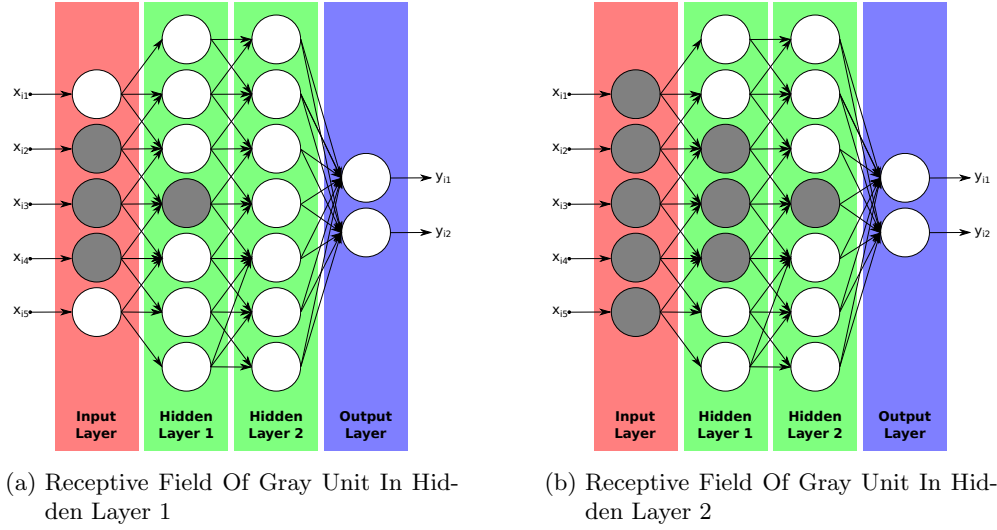 x_i1
x_i2
x_i3
x_i4
x_i5
y_i1
y_i2
Input
Layer
Hidden
Layer 1
Hidden
Layer 2
Output
Layer
(a) Receptive Field Of Gray Unit In Hid-
den Layer 1
x_i1
x_i2
x_i3
x_i4
x_i5
y_i1
y_i2
Input
Layer
Hidden
Layer 1
Hidden
Layer 2
Output
Layer
(b) Receptive Field Of Gray Unit In Hid-
den Layer 2